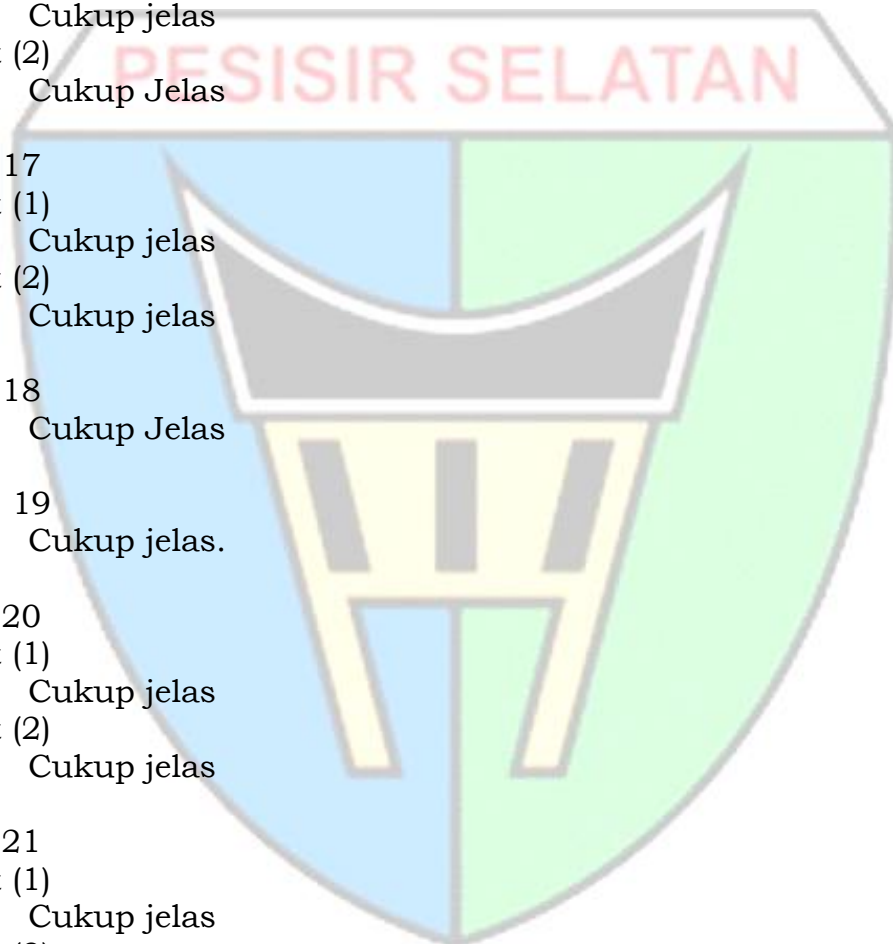 Cukup jelas
(2)
PESISIR SELATAN
Cukup Jelas
17
(1)
Cukup jelas
(2)
Cukup jelas
18
Cukup Jelas
19
Cukup jelas.
20
(1)
Cukup jelas
(2)
Cukup jelas
21
(1)
Cukup jelas